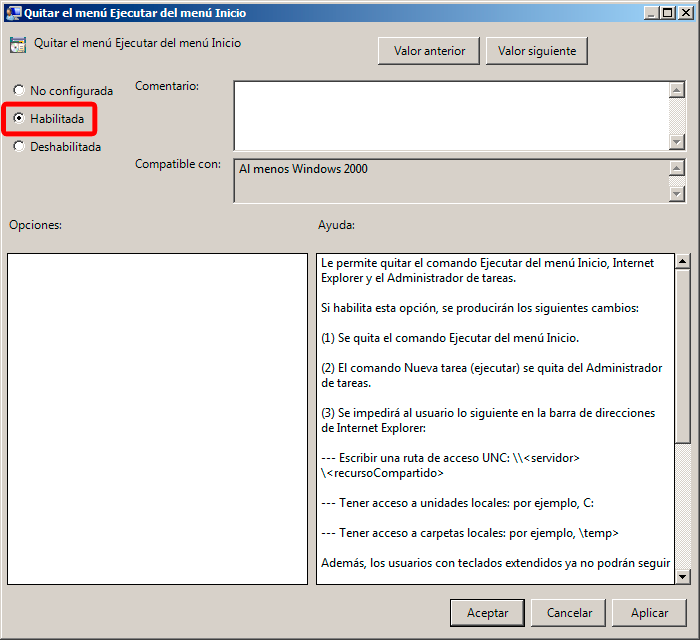 Quitar el menú Ejecutar del menú Inicio
Quitar el menú Ejecutar del menú Inicio
Valor anterior
Valor siguiente
No configurada
Habilitada
Deshabilitada
Comentario:
Compatible con:
Al menos Windows 2000
Opciones:
Ayuda:
Le permite quitar el comando Ejecutar del menú Inicio, Internet
Explorer y el Administrador de tareas.
Si habilita esta opción, se producirán los siguientes cambios:
(1) Se quita el comando Ejecutar del menú Inicio.
(2) El comando Nueva tarea (ejecutar) se quita del Administrador
de tareas.
(3) Se impedirá al usuario lo siguiente en la barra de direcciones
de Internet Explorer:
--- Escribir una ruta de acceso UNC: \\<servidor>
\<recursoCompartido>
--- Tener acceso a unidades locales: por ejemplo, C:
--- Tener acceso a carpetas locales: por ejemplo, \temp>
Además, los usuarios con teclados extendidos ya no podrán seguir
Aceptar
Cancelar
Aplicar